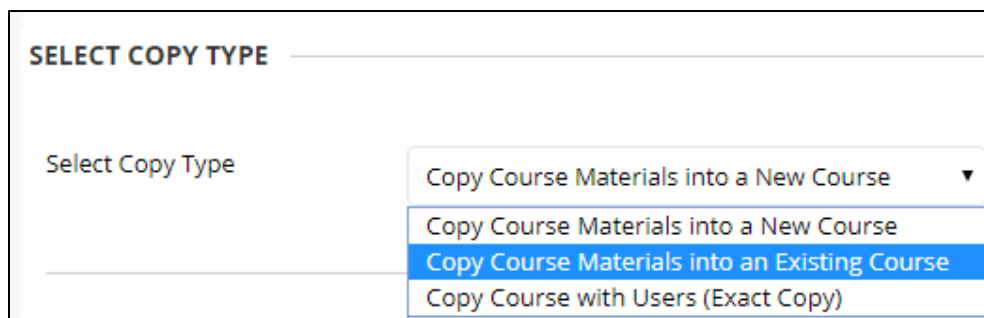 SELECT COPY TYPE
Select Copy Type
Copy Course Materials into a New Course
Copy Course Materials into a New Course
Copy Course Materials into an Existing Course
Copy Course with Users (Exact Copy)